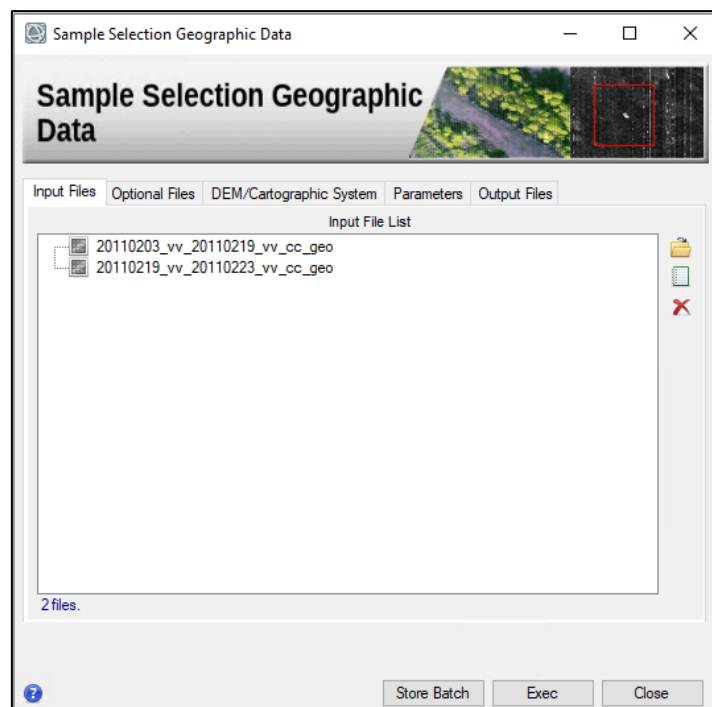 Sample Selection Geographic Data
Sample Selection Geographic
Data
Input Files Optional Files DEM/Cartographic System Parameters Output Files
Input File List
20110203_vv_20110219_vv_cc_geo
20110219_vv_20110223_vv_cc_geo
2 files.
? Store Batch Exec Close